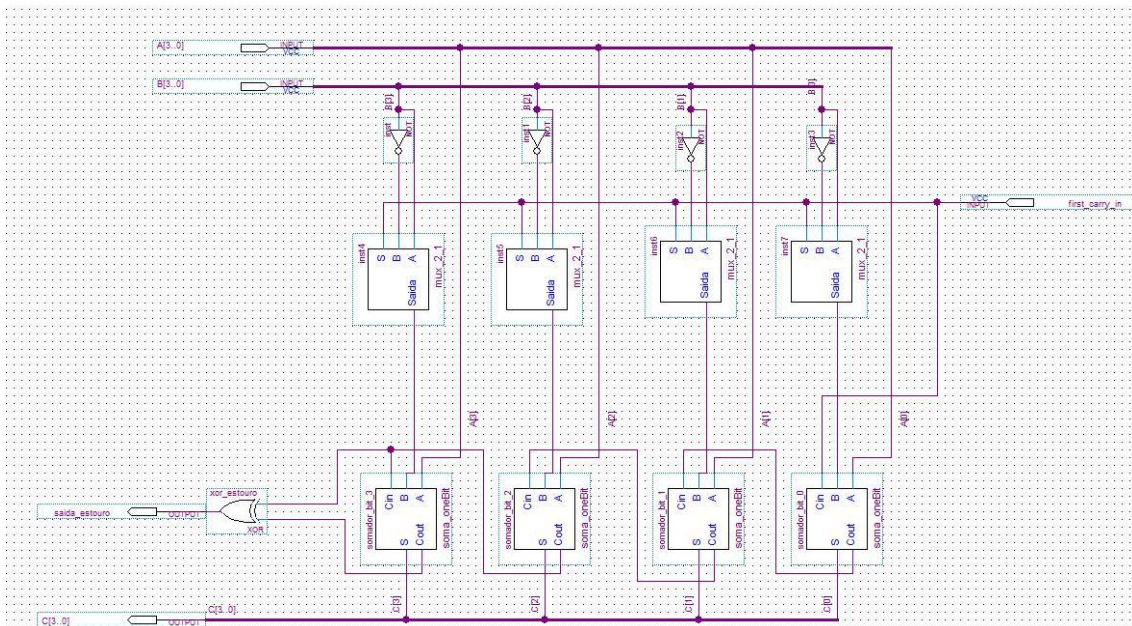 A[3..0]
INPUT
VCC
B[3..0]
INPUT
VCC
B[3]
B[2]
B[1]
B[0]
inst
NOT
inst1
NOT
inst2
NOT
inst3
NOT
VCC
INPUT
first_carry_in
inst4
S
B
A
Saida
mux_2_1
inst5
S
B
A
Saida
mux_2_1
inst6
S
B
A
Saida
mux_2_1
inst7
S
B
A
Saida
mux_2_1
A[3]
A[2]
A[1]
A[0]
saida_estouro
OUTPUT
xor_estouro
XOR
somador_bit_3
Cin
B
A
S
Cout
soma_oneBit
somador_bit_2
Cin
B
A
S
Cout
soma_oneBit
somador_bit_1
Cin
B
A
S
Cout
soma_oneBit
somador_bit_0
Cin
B
A
S
Cout
soma_oneBit
C[3]
C[2]
C[1]
C[0]
C[3..0]
C[3..0]
OUTPUT